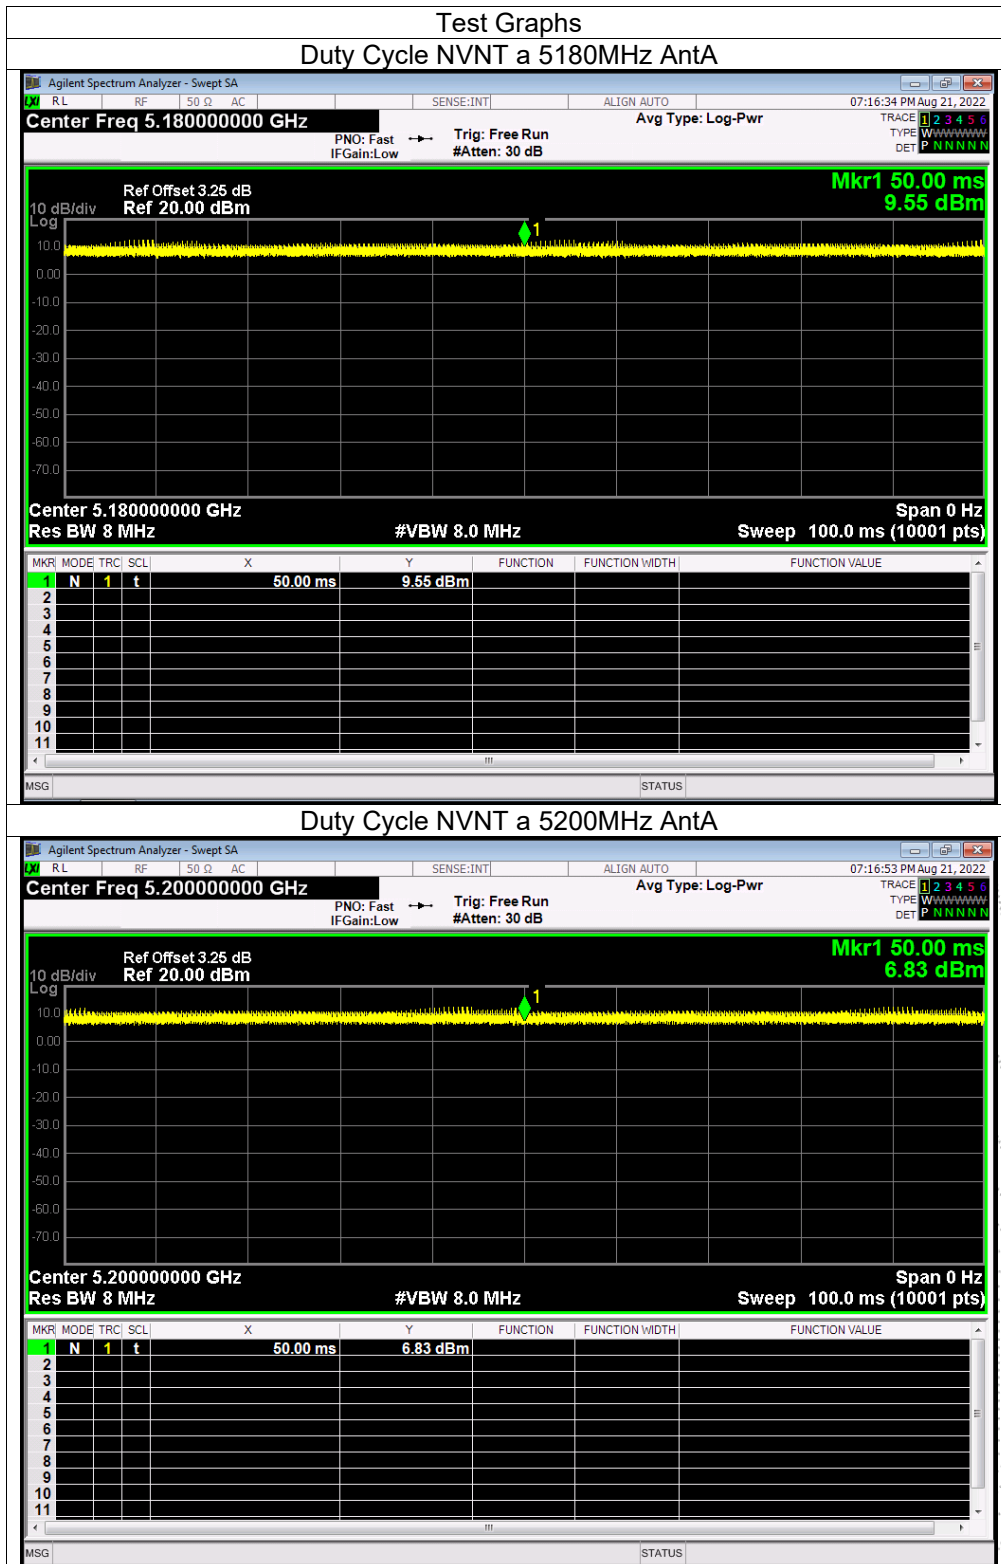 Test Graphs
Duty Cycle NVNT a 5180MHz AntA
Agilent Spectrum Analyzer - Swept SA
LXI RL RF 50 Ω AC SENSE:INT ALIGN AUTO 07:16:34 PM Aug 21, 2022
Center Freq 5.180000000 GHz Avg Type: Log-Pwr TRACE 1 2 3 4 5 6
PNO: Fast Trig: Free Run TYPE WWWWWW
IFGain:Low #Atten: 30 dB DET P N N N N N
Ref Offset 3.25 dB Mkr1 50.00 ms
10 dB/div Ref 20.00 dBm 9.55 dBm
Log
1
10.0
0.00
-10.0
-20.0
-30.0
-40.0
-50.0
-60.0
-70.0
Center 5.180000000 GHz Span 0 Hz
Res BW 8 MHz #VBW 8.0 MHz Sweep 100.0 ms (10001 pts)
MKR MODE TRC SCL X Y FUNCTION FUNCTION WIDTH FUNCTION VALUE
1 N 1 t 50.00 ms 9.55 dBm
2
3
4
5
6
7
8
9
10
11
MSG STATUS
Duty Cycle NVNT a 5200MHz AntA
Agilent Spectrum Analyzer - Swept SA
LXI RL RF 50 Ω AC SENSE:INT ALIGN AUTO 07:16:53 PM Aug 21, 2022
Center Freq 5.200000000 GHz Avg Type: Log-Pwr TRACE 1 2 3 4 5 6
PNO: Fast Trig: Free Run TYPE WWWWWW
IFGain:Low #Atten: 30 dB DET P N N N N N
Ref Offset 3.25 dB Mkr1 50.00 ms
10 dB/div Ref 20.00 dBm 6.83 dBm
Log
1
10.0
0.00
-10.0
-20.0
-30.0
-40.0
-50.0
-60.0
-70.0
Center 5.200000000 GHz Span 0 Hz
Res BW 8 MHz #VBW 8.0 MHz Sweep 100.0 ms (10001 pts)
MKR MODE TRC SCL X Y FUNCTION FUNCTION WIDTH FUNCTION VALUE
1 N 1 t 50.00 ms 6.83 dBm
2
3
4
5
6
7
8
9
10
11
MSG STATUS